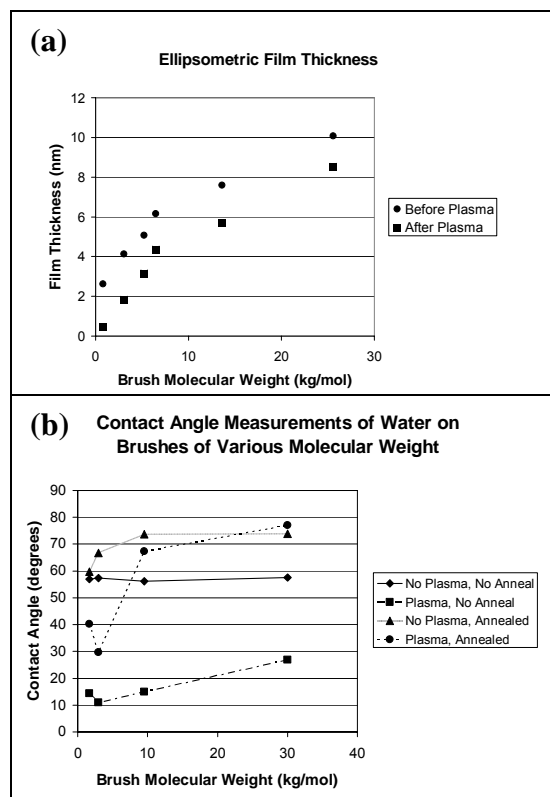 (a)
Ellipsometric Film Thickness
12
10
8
6
4
2
0
Film Thickness (nm)
0 10 20 30
Brush Molecular Weight (kg/mol)
Before Plasma
After Plasma
(b)
Contact Angle Measurements of Water on
Brushes of Various Molecular Weight
90
80
70
60
50
40
30
20
10
0
Contact Angle (degrees)
0 10 20 30 40
Brush Molecular Weight (kg/mol)
No Plasma, No Anneal
Plasma, No Anneal
No Plasma, Annealed
Plasma, Annealed